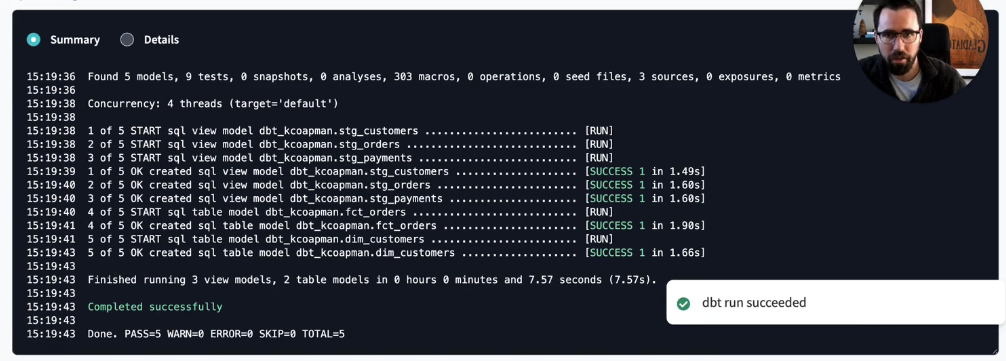 Summary Details
15:19:36 Found 5 models, 9 tests, 0 snapshots, 0 analyses, 303 macros, 0 operations, 0 seed files, 3 sources, 0 exposures, 0 metrics
15:19:36
15:19:38 Concurrency: 4 threads (target='default')
15:19:38
15:19:38 1 of 5 START sql view model dbt_kcoapman.stg_customers ......................... [RUN]
15:19:38 2 of 5 START sql view model dbt_kcoapman.stg_orders ............................ [RUN]
15:19:38 3 of 5 START sql view model dbt_kcoapman.stg_payments .......................... [RUN]
15:19:39 1 of 5 OK created sql view model dbt_kcoapman.stg_customers .................... [SUCCESS 1 in 1.49s]
15:19:40 2 of 5 OK created sql view model dbt_kcoapman.stg_orders ....................... [SUCCESS 1 in 1.60s]
15:19:40 3 of 5 OK created sql view model dbt_kcoapman.stg_payments ..................... [SUCCESS 1 in 1.60s]
15:19:40 4 of 5 START sql table model dbt_kcoapman.fct_orders ........................... [RUN]
15:19:41 4 of 5 OK created sql table model dbt_kcoapman.fct_orders ...................... [SUCCESS 1 in 1.90s]
15:19:41 5 of 5 START sql table model dbt_kcoapman.dim_customers ........................ [RUN]
15:19:43 5 of 5 OK created sql table model dbt_kcoapman.dim_customers ................... [SUCCESS 1 in 1.66s]
15:19:43
15:19:43 Finished running 3 view models, 2 table models in 0 hours 0 minutes and 7.57 seconds (7.57s).
15:19:43
15:19:43 Completed successfully
15:19:43
15:19:43 Done. PASS=5 WARN=0 ERROR=0 SKIP=0 TOTAL=5
dbt run succeeded